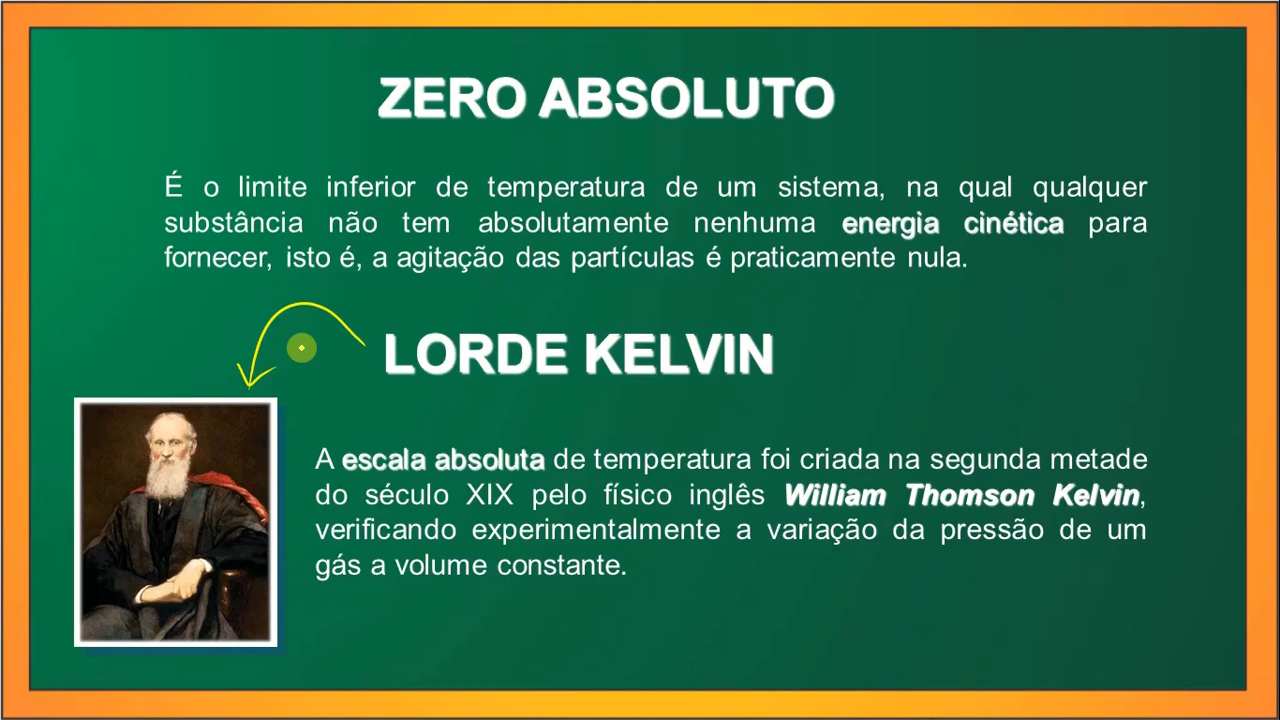 ZERO ABSOLUTO
É o limite inferior de temperatura de um sistema, na qual qualquer
substância não tem absolutamente nenhuma energia cinética para
fornecer, isto é, a agitação das partículas é praticamente nula.
LORDE KELVIN
A escala absoluta de temperatura foi criada na segunda metade
do século XIX pelo físico inglês William Thomson Kelvin,
verificando experimentalmente a variação da pressão de um
gás a volume constante.